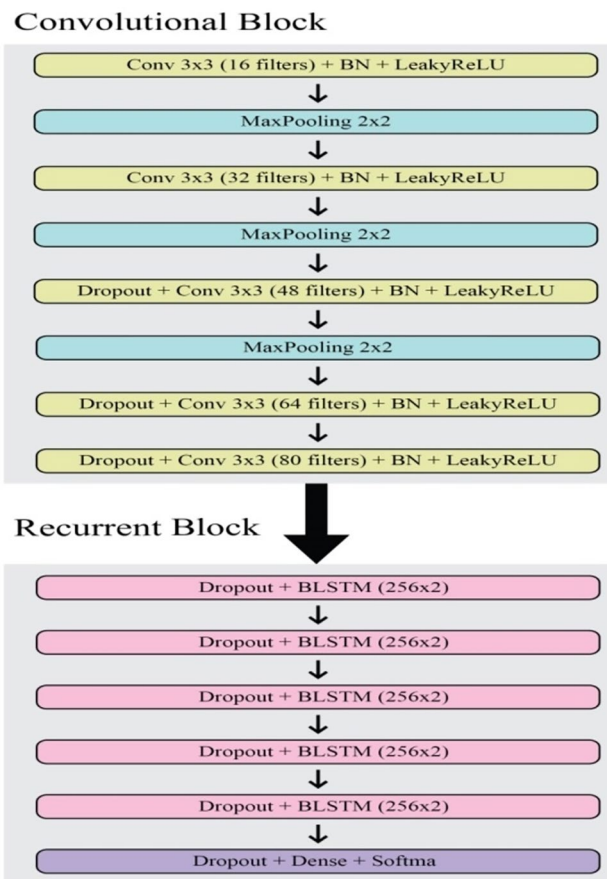 Convolutional Block
Conv 3x3 (16 filters) + BN + LeakyReLU
MaxPooling 2x2
Conv 3x3 (32 filters) + BN + LeakyReLU
MaxPooling 2x2
Dropout + Conv 3x3 (48 filters) + BN + LeakyReLU
MaxPooling 2x2
Dropout + Conv 3x3 (64 filters) + BN + LeakyReLU
Dropout + Conv 3x3 (80 filters) + BN + LeakyReLU
Recurrent Block
Dropout + BLSTM (256x2)
Dropout + BLSTM (256x2)
Dropout + BLSTM (256x2)
Dropout + BLSTM (256x2)
Dropout + BLSTM (256x2)
Dropout + Dense + Softma